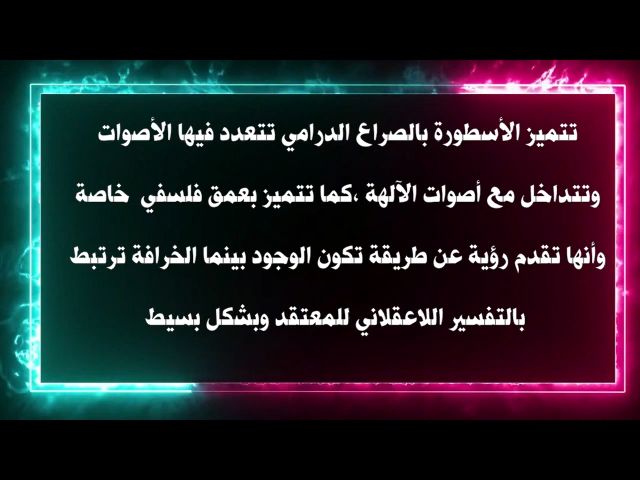 تتميز الأسطورة بالصراع الدرامي تتعدد فيها الأصوات
وتتداخل مع أصوات الآلهة ،كما تتميز بعمق فلسفي خاصة
وأنها تقدم رؤية عن طريقة تكون الوجود بينما الخرافة ترتبط
بالتفسير اللاعقلاني للمعتقد وبشكل بسيط